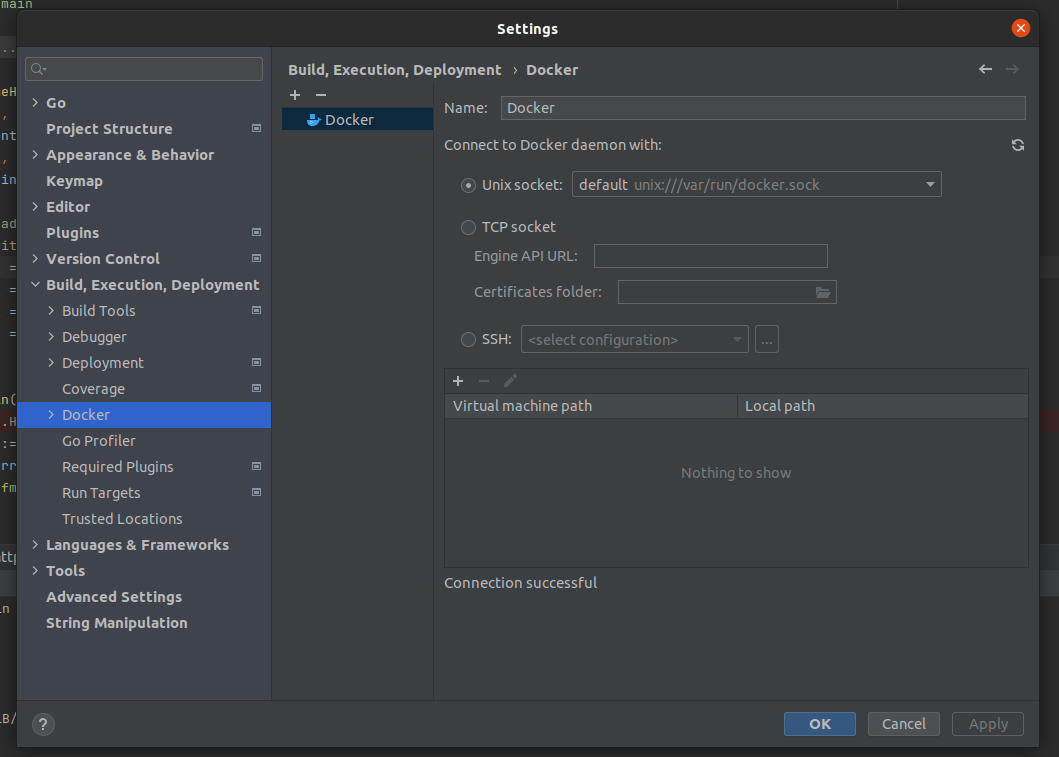 main
Settings
Build, Execution, Deployment › Docker
Go
Project Structure
Appearance & Behavior
Keymap
Editor
Plugins
Version Control
Build, Execution, Deployment
Build Tools
Debugger
Deployment
Coverage
Docker
Go Profiler
Required Plugins
Run Targets
Trusted Locations
Languages & Frameworks
Tools
Advanced Settings
String Manipulation
Docker
Name: Docker
Connect to Docker daemon with:
Unix socket: default unix:///var/run/docker.sock
TCP socket
Engine API URL:
Certificates folder:
SSH: <select configuration> ...
Virtual machine path Local path
Nothing to show
Connection successful
? OK Cancel Apply